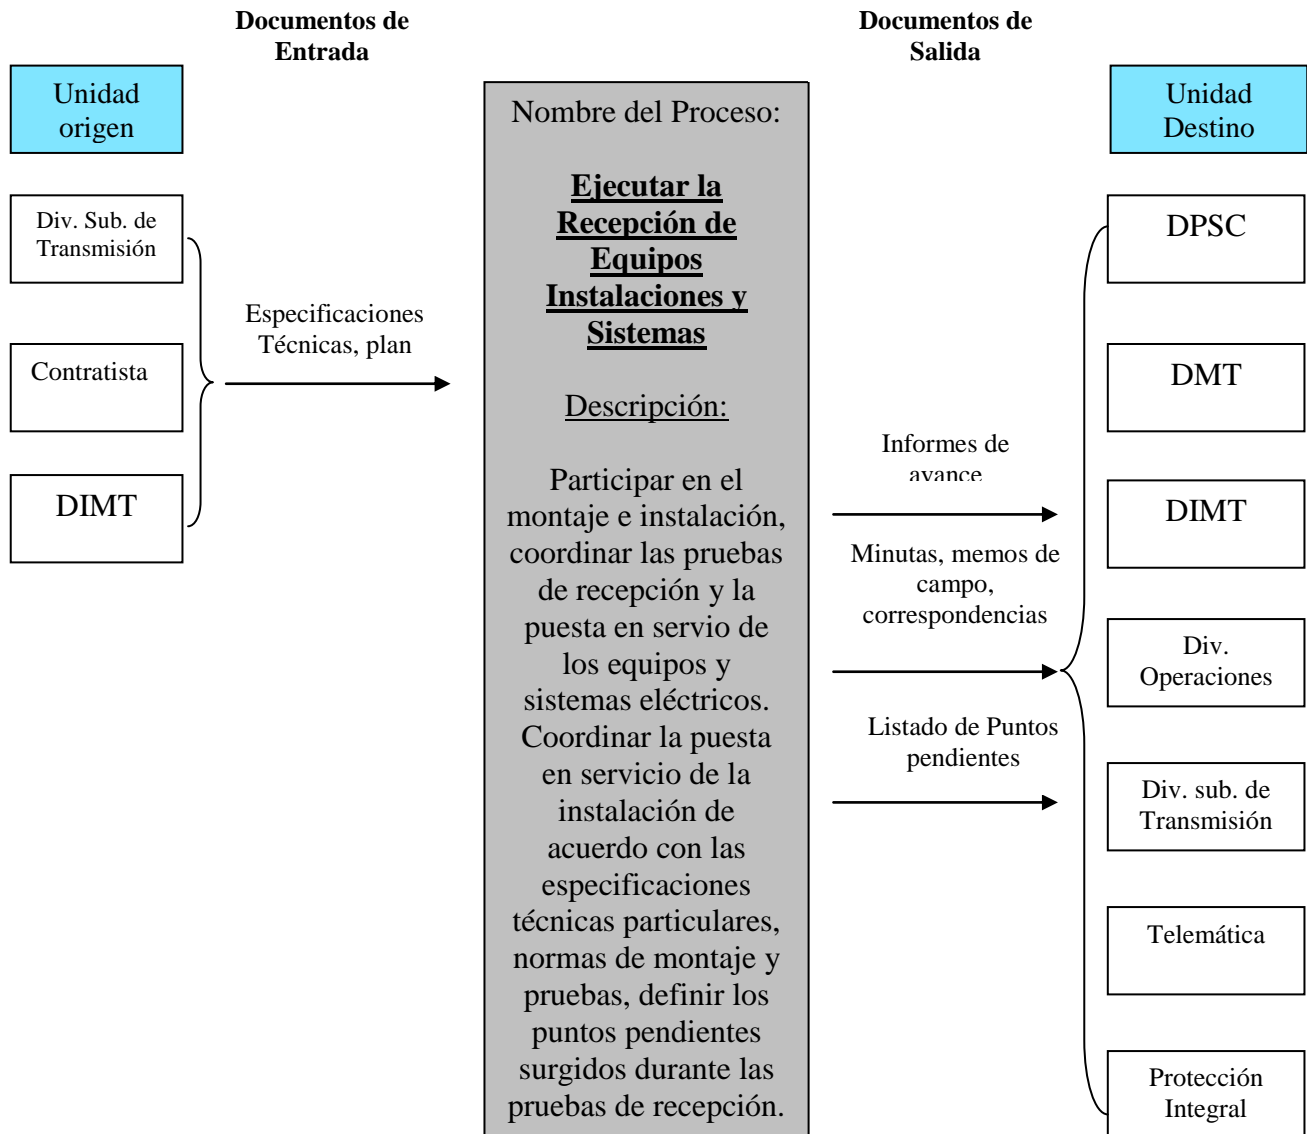 Documentos de
Entrada
Documentos de
Salida
Unidad
origen
Nombre del Proceso:
Unidad
Destino
Div. Sub. de
Transmisión
Contratista
DIMT
Especificaciones
Técnicas, plan
Ejecutar la
Recepción de
Equipos
Instalaciones y
Sistemas
Descripción:
Participar en el
montaje e instalación,
coordinar las pruebas
de recepción y la
puesta en servio de
los equipos y
sistemas eléctricos.
Coordinar la puesta
en servicio de la
instalación de
acuerdo con las
especificaciones
técnicas particulares,
normas de montaje y
pruebas, definir los
puntos pendientes
surgidos durante las
pruebas de recepción.
Informes de
avance
Minutas, memos de
campo,
correspondencias
Listado de Puntos
pendientes
DPSC
DMT
DIMT
Div.
Operaciones
Div. sub. de
Transmisión
Telemática
Protección
Integral